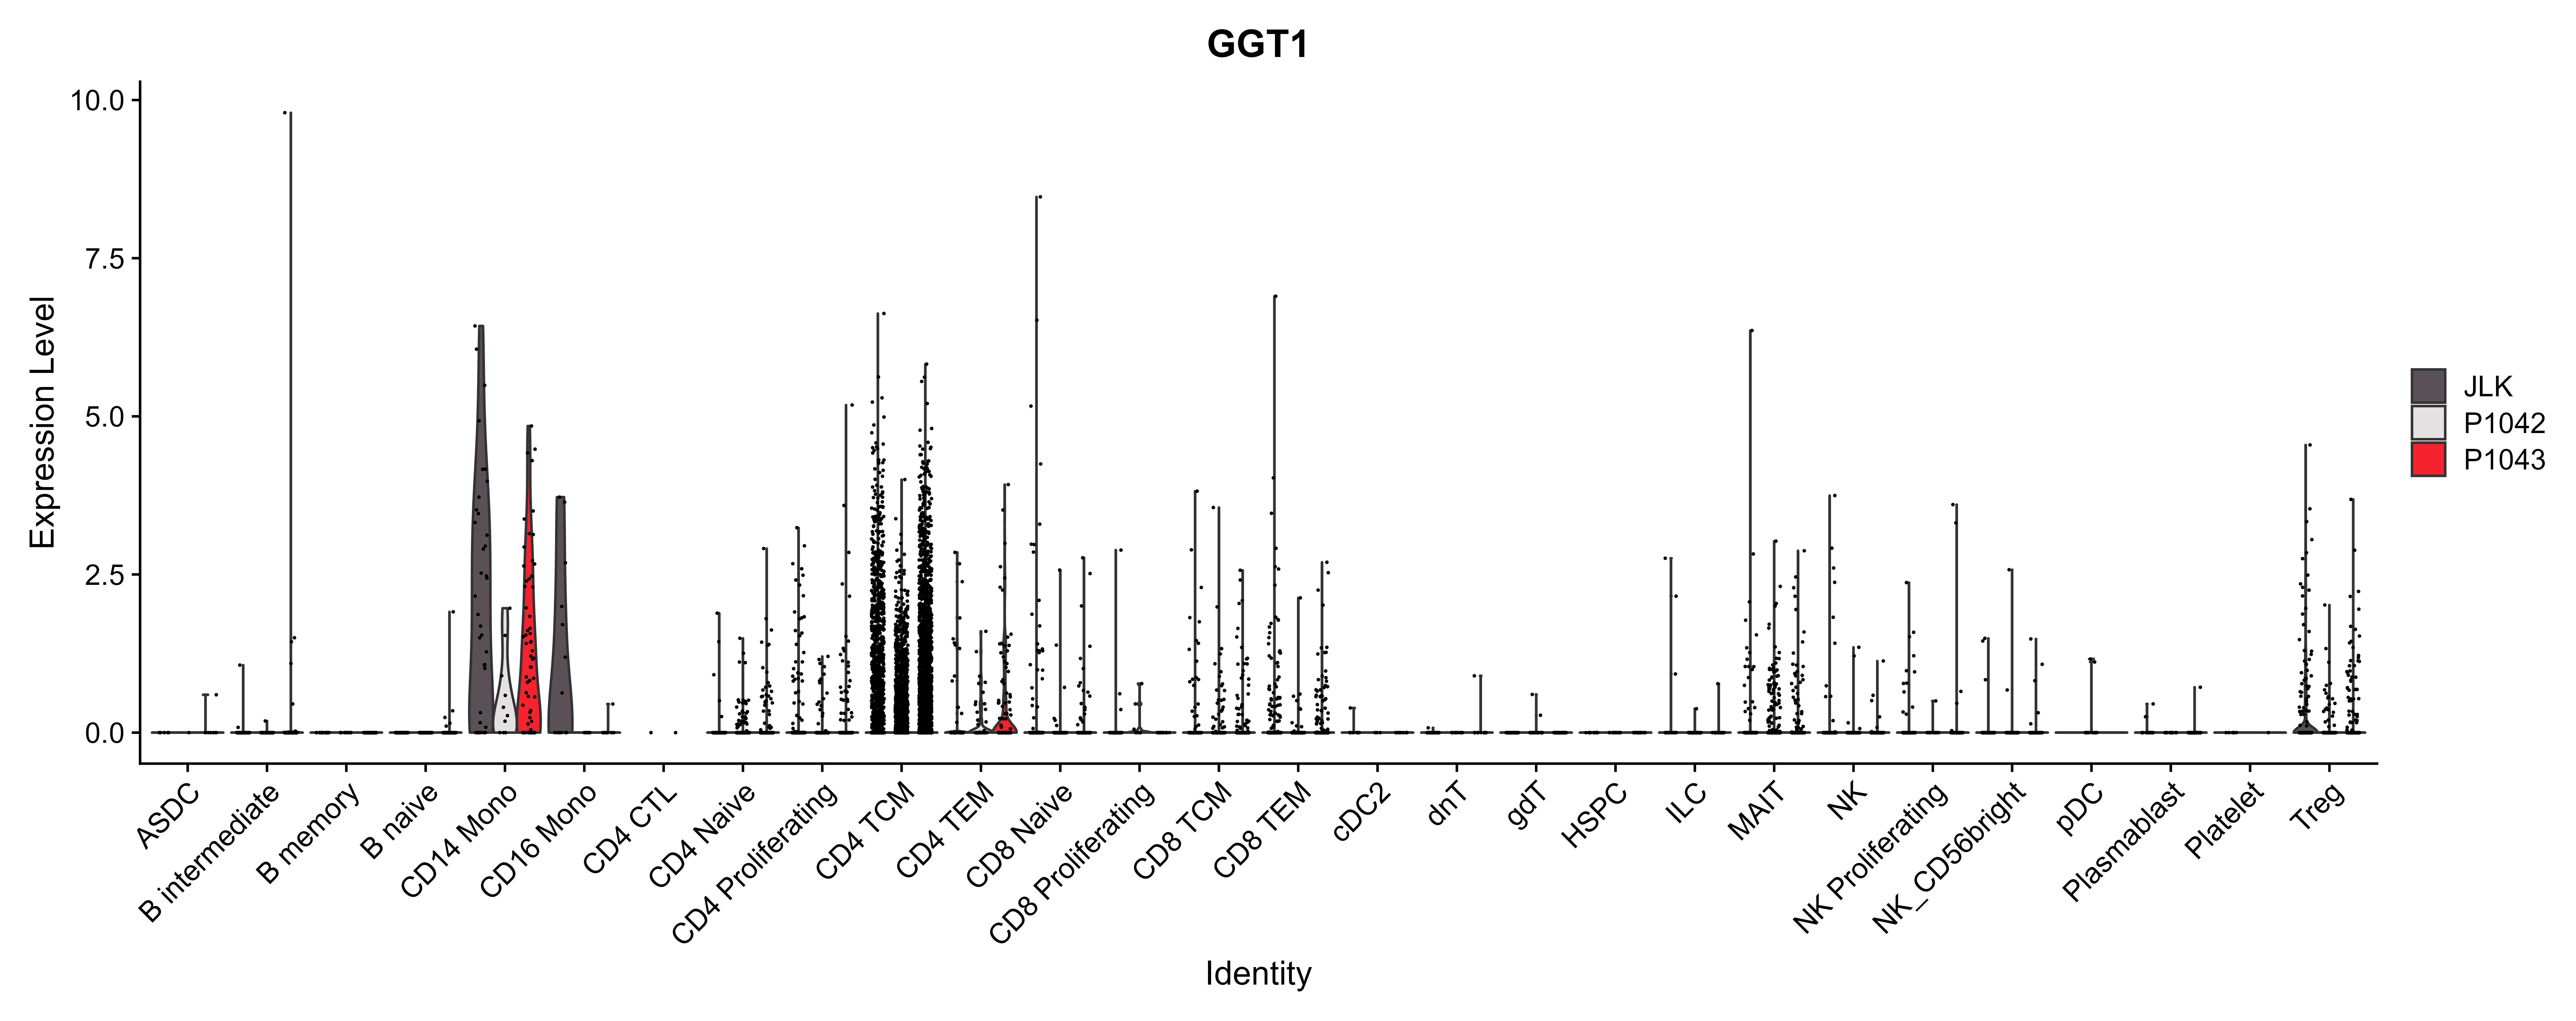 GGT1
Expression Level
10.0
7.5
5.0
2.5
0.0
ASDC
B intermediate
B memory
B naive
CD14 Mono
CD16 Mono
CD4 CTL
CD4 Naive
CD4 Proliferating
CD4 TCM
CD4 TEM
CD8 Naive
CD8 Proliferating
CD8 TCM
CD8 TEM
cDC2
dnT
gdT
HSPC
ILC
MAIT
NK
NK Proliferating
NK_CD56bright
pDC
Plasmablast
Platelet
Treg
Identity
JLK
P1042
P1043